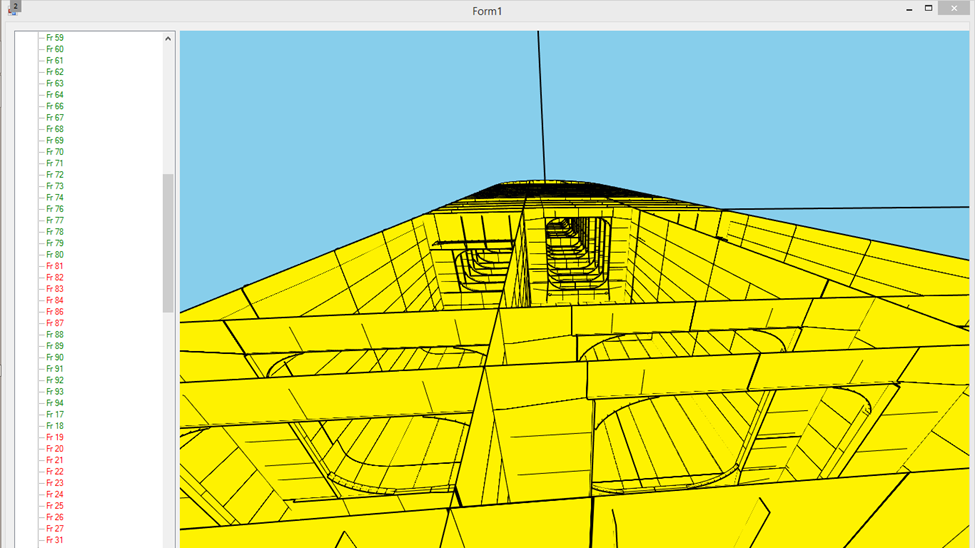 2
Form1
Fr 59
Fr 60
Fr 61
Fr 62
Fr 63
Fr 64
Fr 66
Fr 67
Fr 68
Fr 69
Fr 70
Fr 71
Fr 72
Fr 73
Fr 74
Fr 76
Fr 77
Fr 78
Fr 79
Fr 80
Fr 81
Fr 82
Fr 83
Fr 84
Fr 86
Fr 87
Fr 88
Fr 89
Fr 90
Fr 91
Fr 92
Fr 93
Fr 94
Fr 17
Fr 18
Fr 19
Fr 20
Fr 21
Fr 22
Fr 23
Fr 24
Fr 25
Fr 26
Fr 27
Fr 31